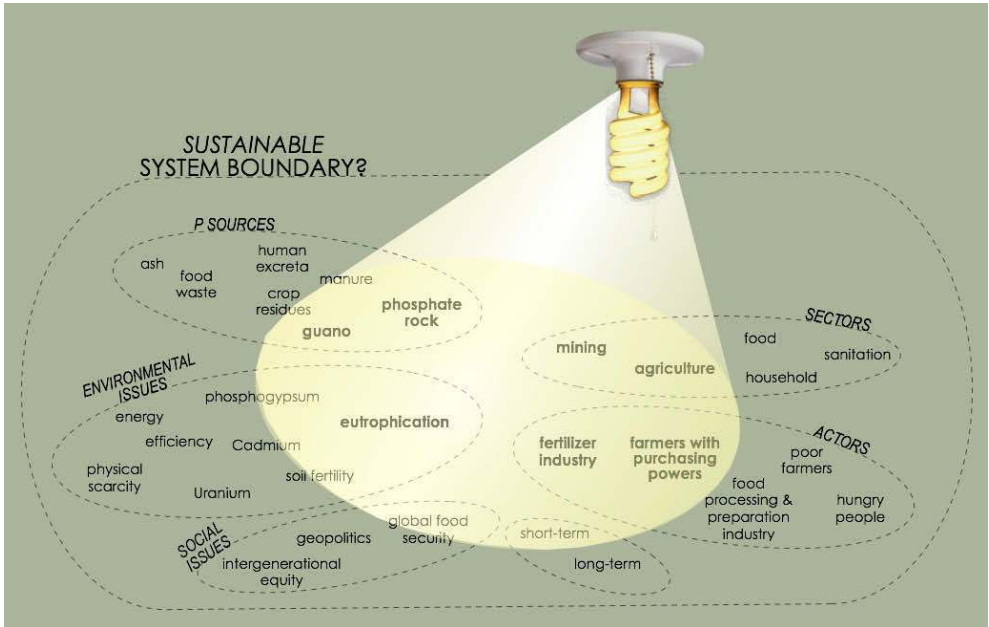 SUSTAINABLE
SYSTEM BOUNDARY?
P SOURCES
ash
food
waste
human
excreta
manure
crop
residues
guano
phosphate
rock
ENVIRONMENTAL
ISSUES
energy
phosphogypsum
efficiency
Cadmium
eutrophication
physical
scarcity
Uranium
soil fertility
SOCIAL
ISSUES
geopolitics
global food
security
intergenerational
equity
short-term
long-term
SECTORS
mining
agriculture
food
sanitation
household
ACTORS
fertilizer
industry
farmers with
purchasing
powers
poor
farmers
food
processing &
preparation
industry
hungry
people